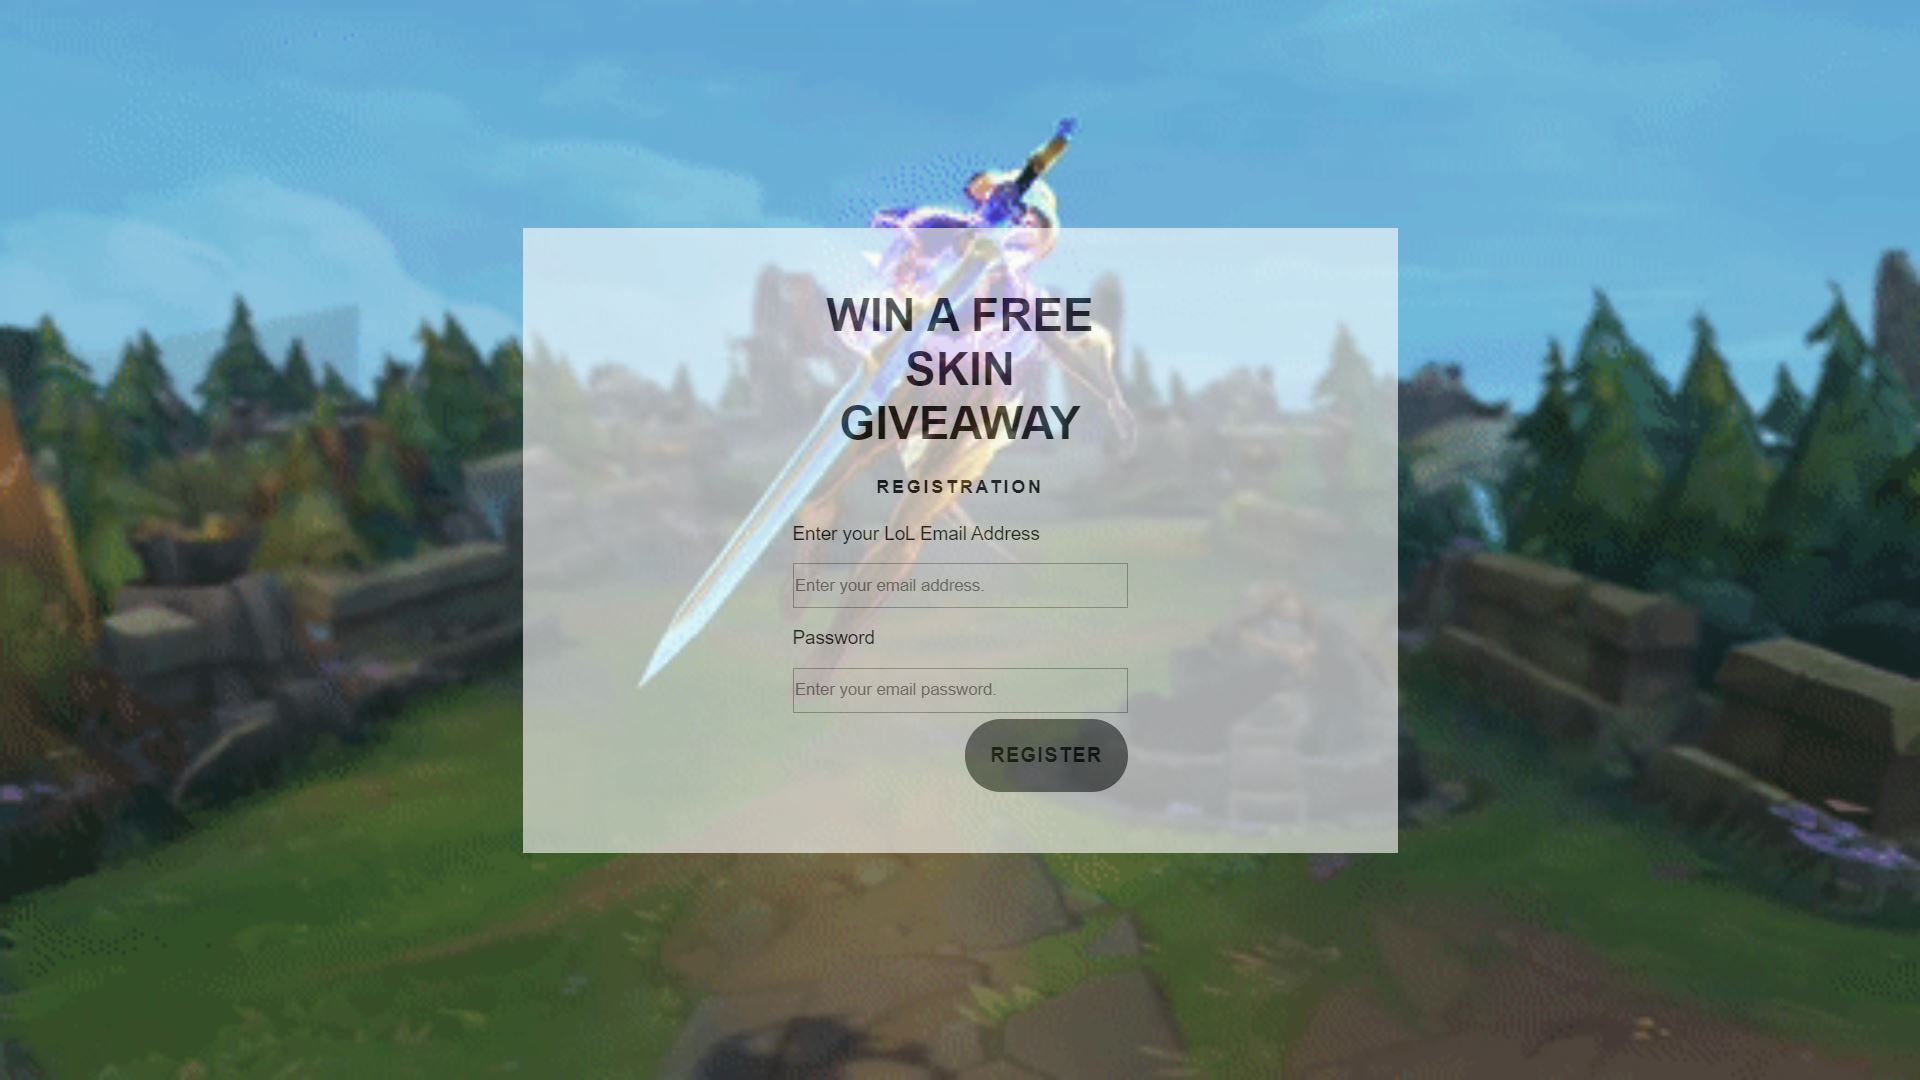 WIN A FREE
SKIN
GIVEAWAY
REGISTRATION
Enter your LoL Email Address
Enter your email address.
Password
Enter your email password.
REGISTER